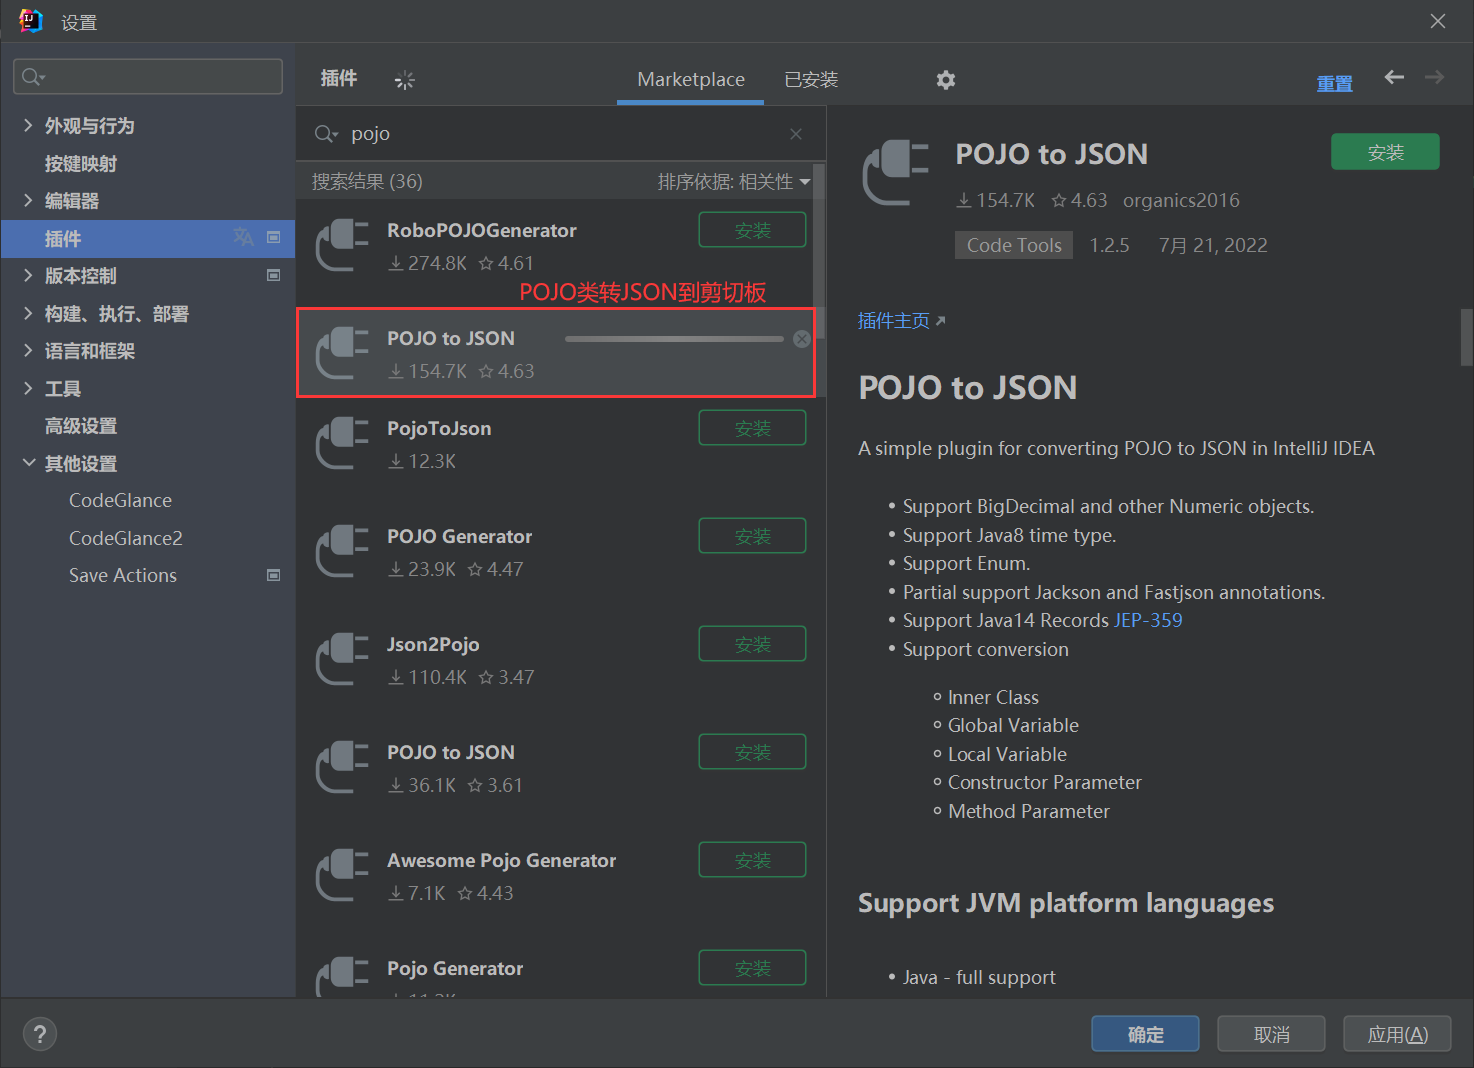 设置
插件
Marketplace
已安装
重置
外观与行为
按键映射
编辑器
插件
版本控制
构建、执行、部署
语言和框架
工具
高级设置
其他设置
CodeGlance
CodeGlance2
Save Actions
pojo
搜索结果 (36)
排序依据: 相关性
RoboPOJOGenerator
安装
274.8K 4.61
POJO类转JSON到剪切板
POJO to JSON
154.7K 4.63
PojoToJson
安装
12.3K
POJO Generator
安装
23.9K 4.47
Json2Pojo
安装
110.4K 3.47
POJO to JSON
安装
36.1K 3.61
Awesome Pojo Generator
安装
7.1K 4.43
Pojo Generator
安装
POJO to JSON
安装
154.7K 4.63 organics2016
Code Tools 1.2.5 7月 21, 2022
插件主页
POJO to JSON
A simple plugin for converting POJO to JSON in IntelliJ IDEA
• Support BigDecimal and other Numeric objects.
• Support Java8 time type.
• Support Enum.
• Partial support Jackson and Fastjson annotations.
• Support Java14 Records JEP-359
• Support conversion
Inner Class
Global Variable
Local Variable
Constructor Parameter
Method Parameter
Support JVM platform languages
• Java - full support
?
确定
取消
应用(A)